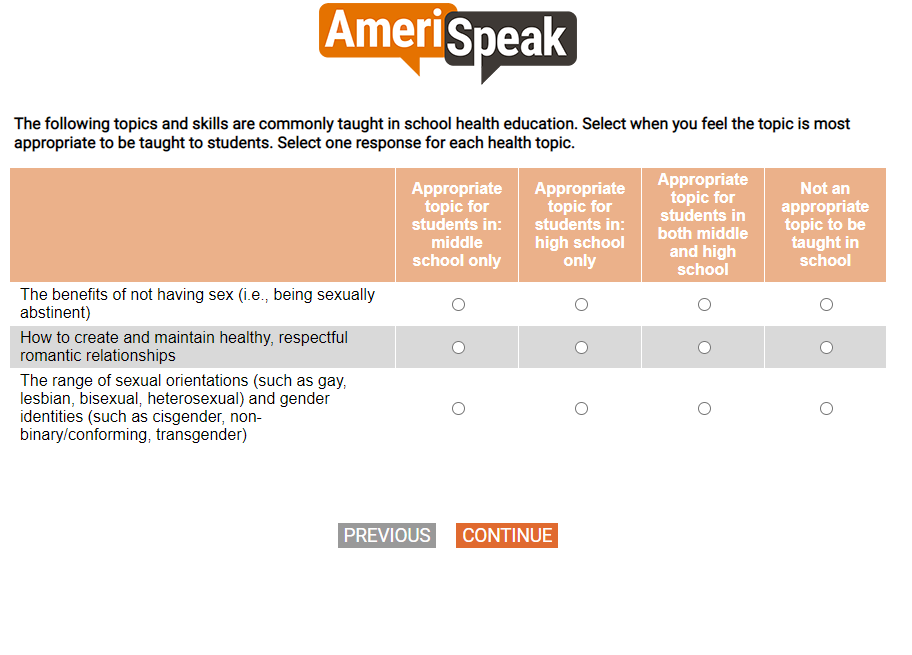 Ameri
Speak
The following topics and skills are commonly taught in school health education. Select when you feel the topic is most
appropriate to be taught to students. Select one response for each health topic.
Appropriate
topic for
students in:
middle
school only
Appropriate
topic for
students in:
high school
only
Appropriate
topic for
students in
both middle
and high
school
Not an
appropriate
topic to be
taught in
school
The benefits of not having sex (i.e., being sexually
abstinent)
How to create and maintain healthy, respectful
romantic relationships
The range of sexual orientations (such as gay,
lesbian, bisexual, heterosexual) and gender
identities (such as cisgender, non-
binary/conforming, transgender)
PREVIOUS
CONTINUE